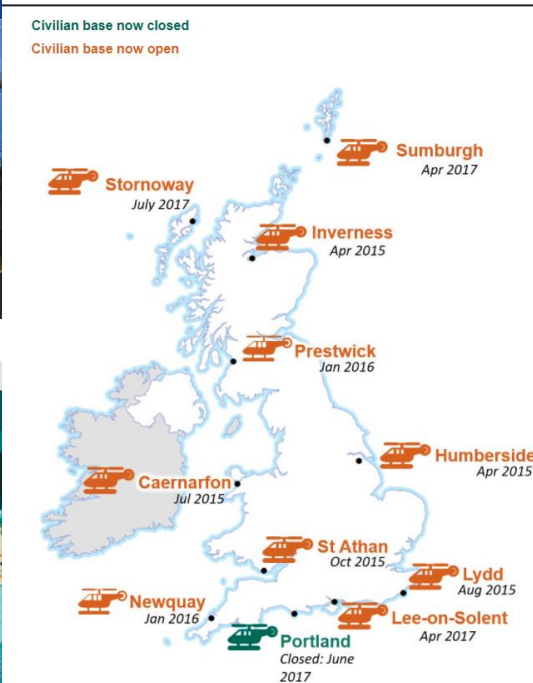 Civilian base now closed
Civilian base now open
Sumburgh
Apr 2017
Stornoway
July 2017
Inverness
Apr 2015
Prestwick
Jan 2016
Humberside
Apr 2015
Caernarfon
Jul 2015
St Athan
Oct 2015
Lydd
Aug 2015
Newquay
Jan 2016
Lee-on-Solent
Apr 2017
Portland
Closed: June
2017